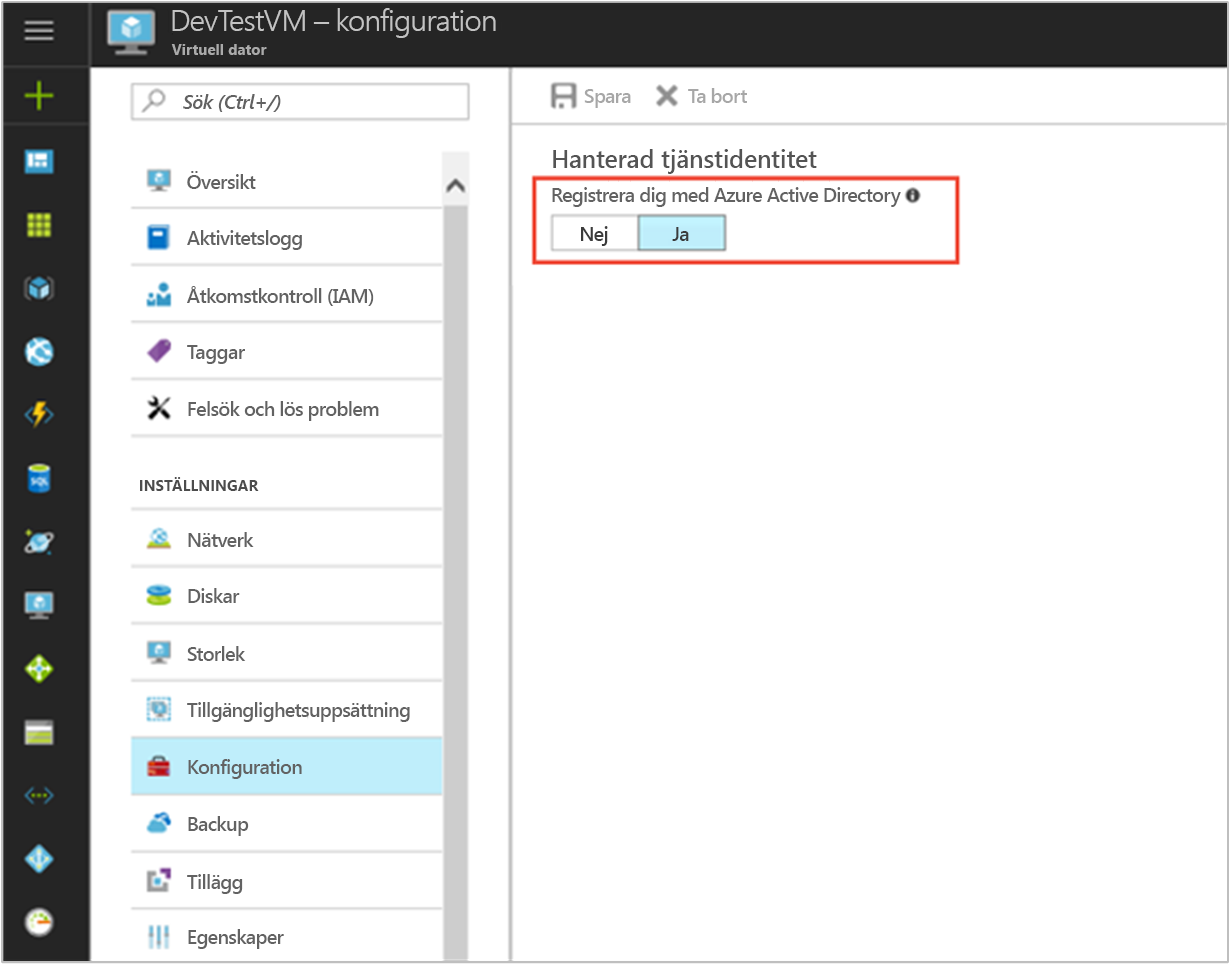 DevTestVM – konfiguration
Virtuell dator
Sök (Ctrl+/)
Översikt
Aktivitetslogg
Åtkomstkontroll (IAM)
Taggar
Felsök och lös problem
INSTÄLLNINGAR
Nätverk
Diskar
Storlek
Tillgänglighetsuppsättning
Konfiguration
Backup
Tillägg
Egenskaper
Spara
Ta bort
Hanterad tjänstidentitet
Registrera dig med Azure Active Directory
Nej
Ja
SQL